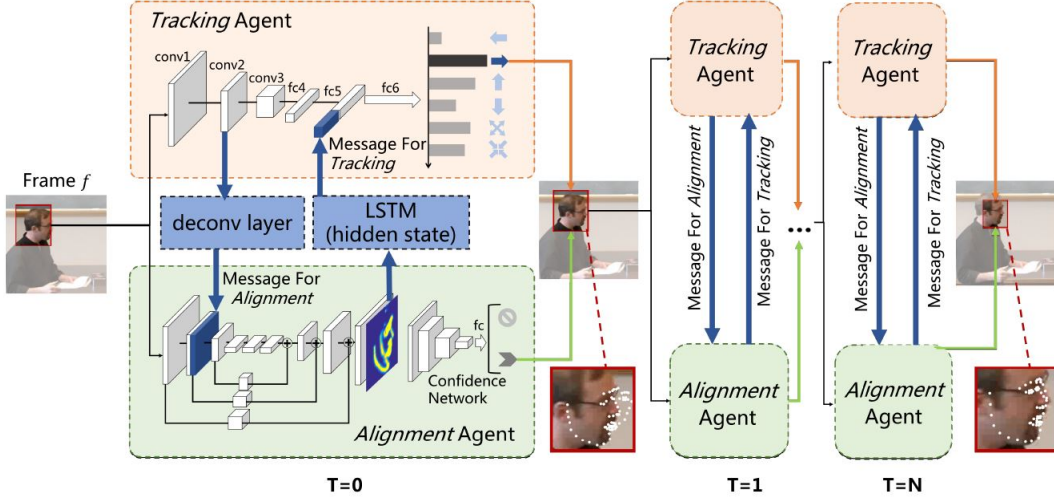 Tracking Agent
conv1
conv2
conv3
fc4
fc5
fc6
Message For
Tracking
Frame f
deconv layer
LSTM
(hidden state)
Message For
Alignment
fc
Confidence
Network
Alignment Agent
T=0
Tracking
Agent
Message For Alignment
Message For Tracking
Alignment
Agent
T=1
...
Tracking
Agent
Message For Alignment
Message For Tracking
Alignment
Agent
T=N